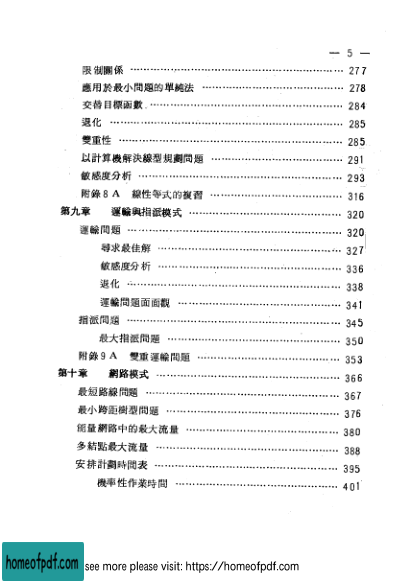 — 5 —
限制關係 277
應用於最小問題的單純法 278
交替目標函數 284
退化 285
雙重性 285
以計算機解決線型規劃問題 291
敏感度分析 293
附錄8A 線性等式的複習 316
第九章 運輸與指派模式 320
運輸問題 320
尋求最佳解 327
敏感度分析 336
退化 338
運輸問題面面觀 341
指派問題 345
最大指派問題 350
附錄9A 雙重運輸問題 353
第十章 網路模式 366
最短路線問題 367
最小跨距樹型問題 376
能量網路中的最大流量 380
多結點最大流量 388
安排計劃時間表 395
機率性作業時間 401
homeofpdf.com see more please visit: https://homeofpdf.com